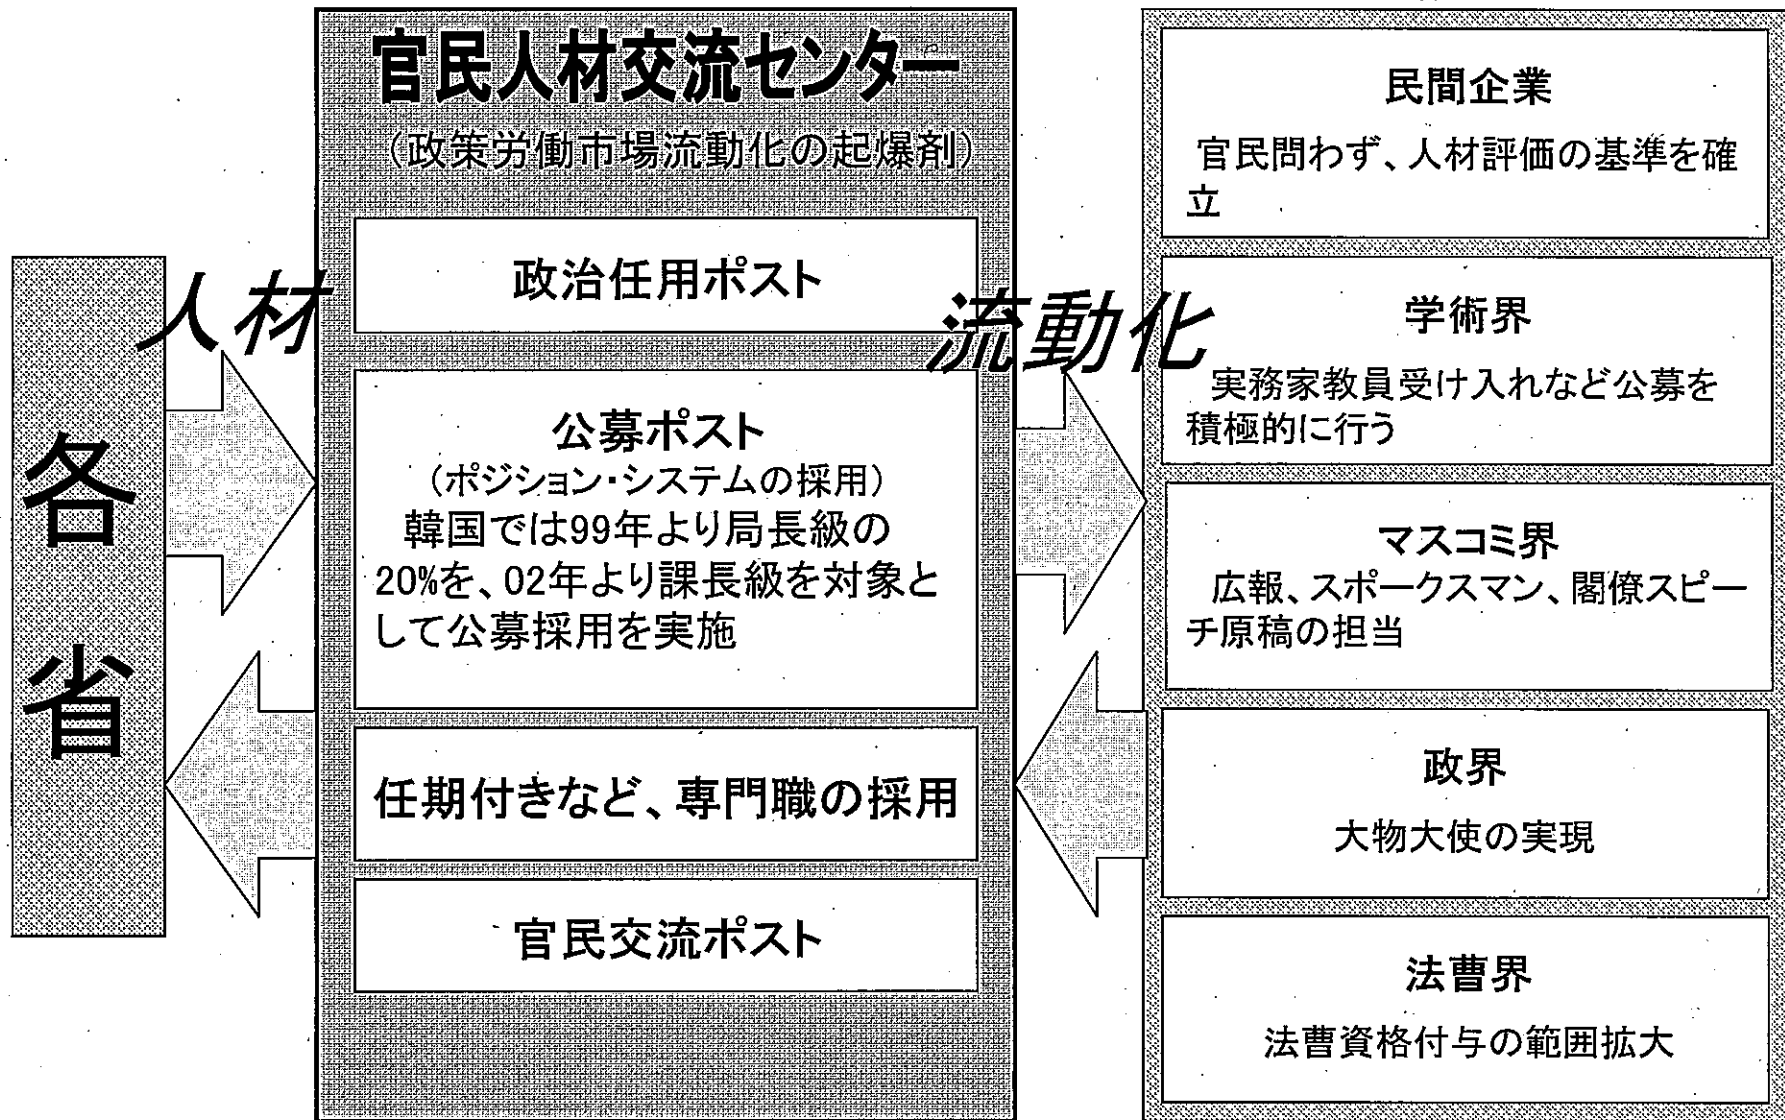 官民人材交流センター
（政策労働市場流動化の起爆剤）
各
省
人材
流動化
政治任用ポスト
公募ポスト
（ポジション・システムの採用）
韓国では99年より局長級の
20%を、02年より課長級を対象と
して公募採用を実施
任期付きなど、専門職の採用
官民交流ポスト
民間企業
官民問わず、人材評価の基準を確
立
学術界
実務家教員受け入れなど公募を
積極的に行う
マスコミ界
広報、スポークスマン、閣僚スピー
チ原稿の担当
政界
大物大使の実現
法曹界
法曹資格付与の範囲拡大